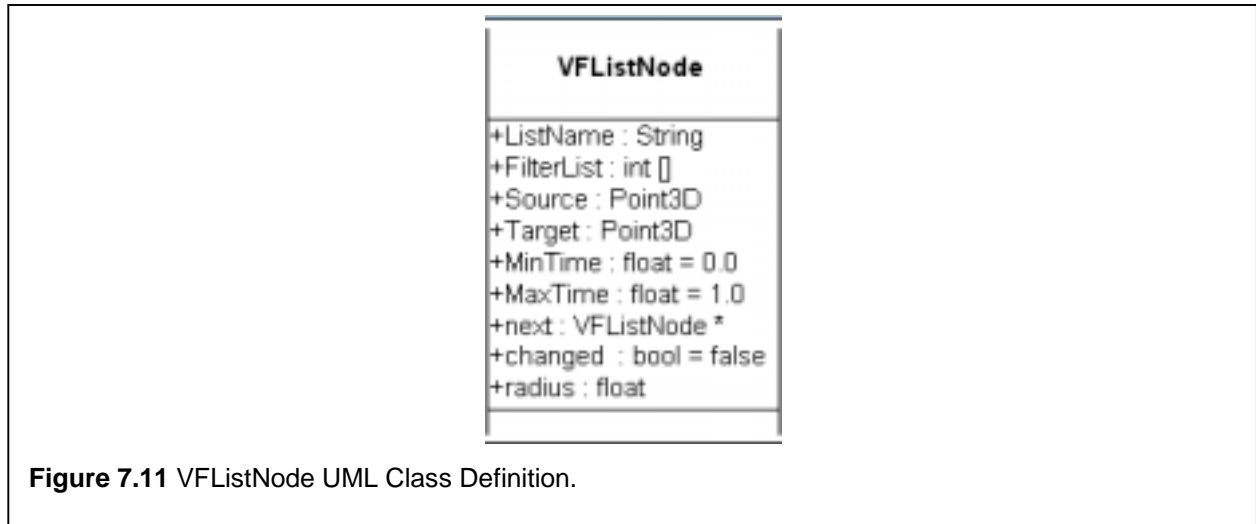 VFListNode
+ListName : String
+FilterList : int []
+Source : Point3D
+Target : Point3D
+MinTime : float = 0.0
+MaxTime : float = 1.0
+next : VFListNode *
+changed : bool = false
+radius : float
Figure 7.11 VFListNode UML Class Definition.